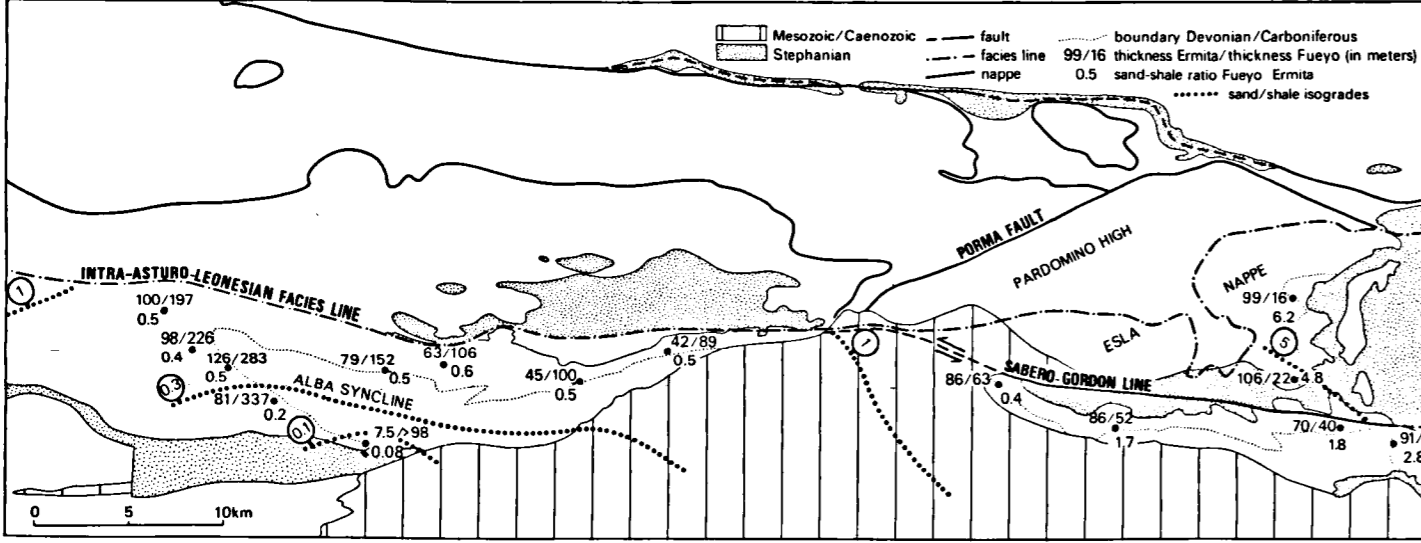 Mesozoic/Caenozoic
Stephanian
fault
facies line
nappe
boundary Devonian/Carboniferous
99/16 thickness Ermita/thickness Fueyo (in meters)
0.5 sand-shale ratio Fueyo Ermita
sand/shale isogrades
PORMA FAULT
PARDOMINO HIGH
INTRA-ASTURO-LEONESIAN FACIES LINE
1
100/197
0.5
98/226
0.4
126/283
0.5
79/152
0.5
63/106
0.6
45/100
0.5
42/89
0.5
0.3
81/337
0.2
ALBA SYNCLINE
0.1
7.5/>98
0.08
1
NAPPE
ESLA
99/16
6.2
5
106/22
4.8
SABERO-GORDON LINE
86/63
0.4
86/52
1.7
70/40
1.8
91/
2.8
0 5 10km